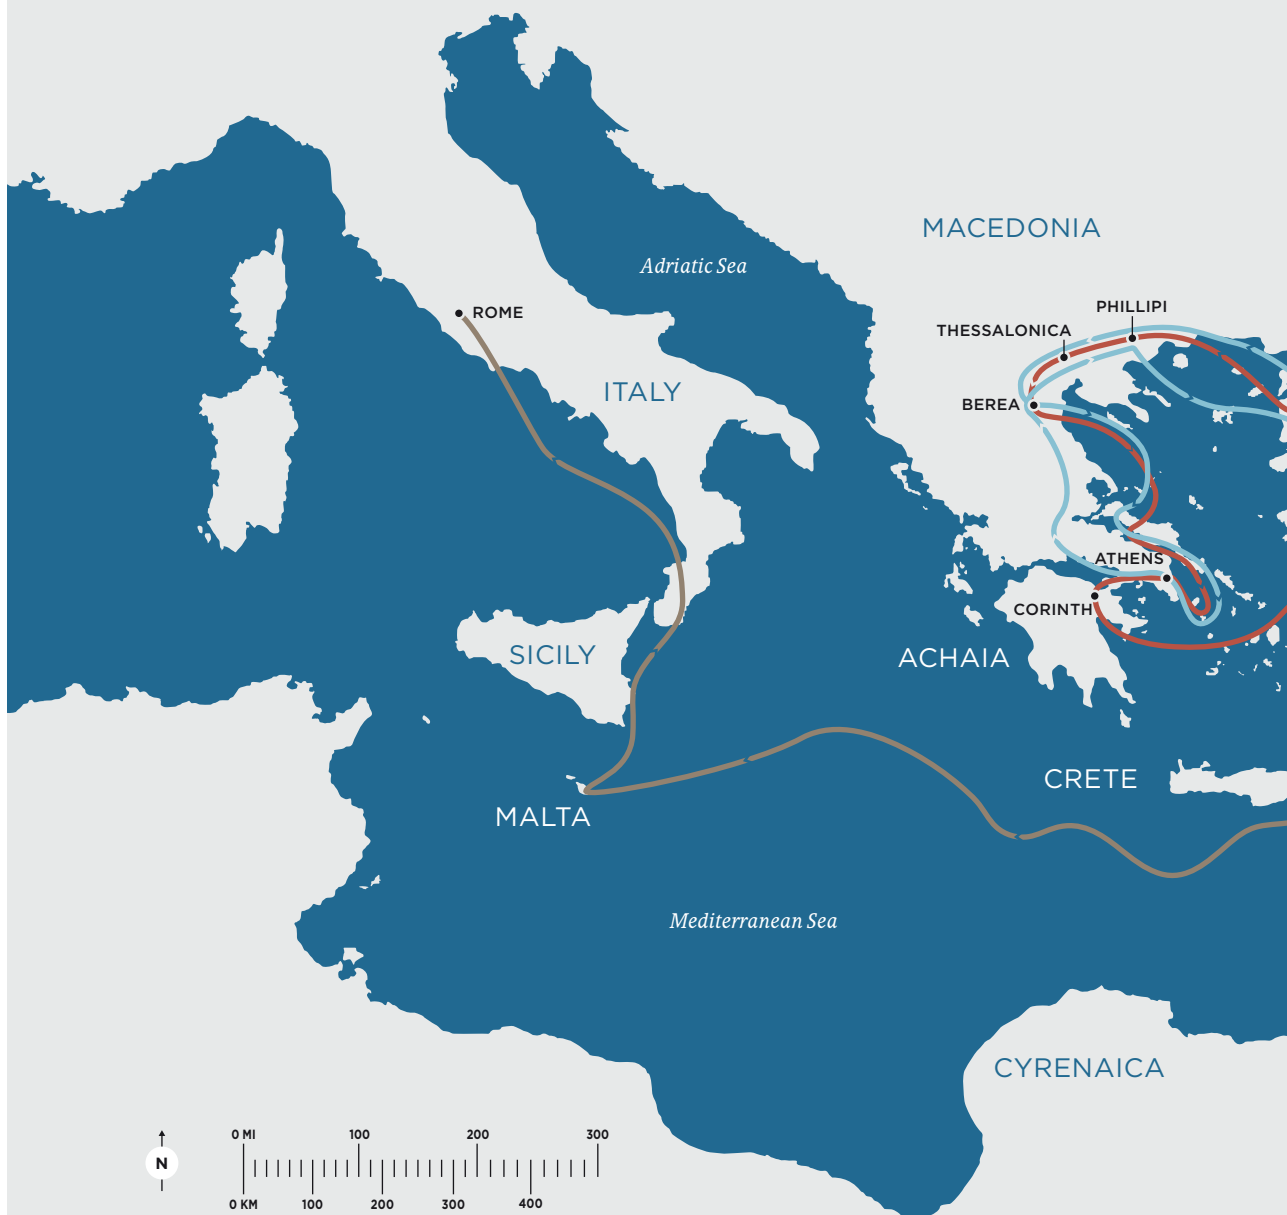 MACEDONIA
Adriatic Sea
PHILLIPI
ROME
THESSALONICA
ITALY
BEREA
ATHENS
CORINTH
SICILY
ACHAIA
CRETE
MALTA
Mediterranean Sea
CYRENAICA
0 MI 100 200 300
N
0 KM 100 200 300 400